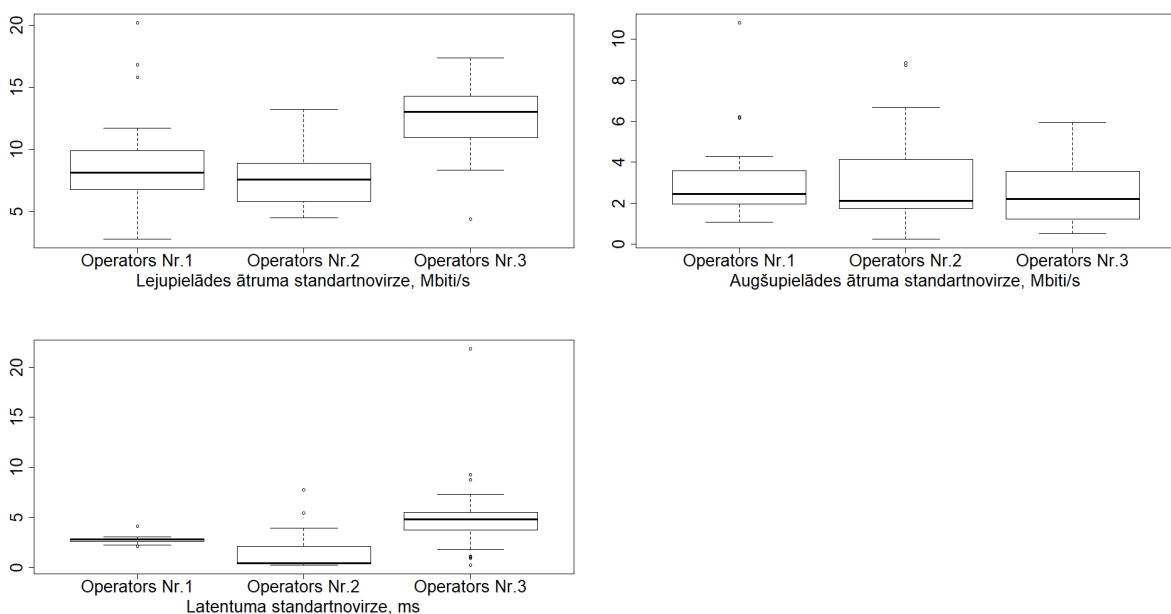 20
15
10
5
Operators Nr.1 Operators Nr.2 Operators Nr.3
Lejupielādes ātruma standartnovirze, Mbiti/s
10
8
6
4
2
0
Operators Nr.1 Operators Nr.2 Operators Nr.3
Augšupielādes ātruma standartnovirze, Mbiti/s
20
15
10
5
0
Operators Nr.1 Operators Nr.2 Operators Nr.3
Latentuma standartnovirze, ms